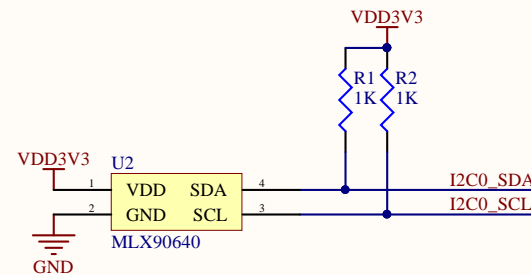 VDD3V3
R1 R2
1K 1K
VDD3V3
U2
I2C0_SDA
1 VDD SDA 4
I2C0_SCL
2 GND SCL 3
MLX90640
GND